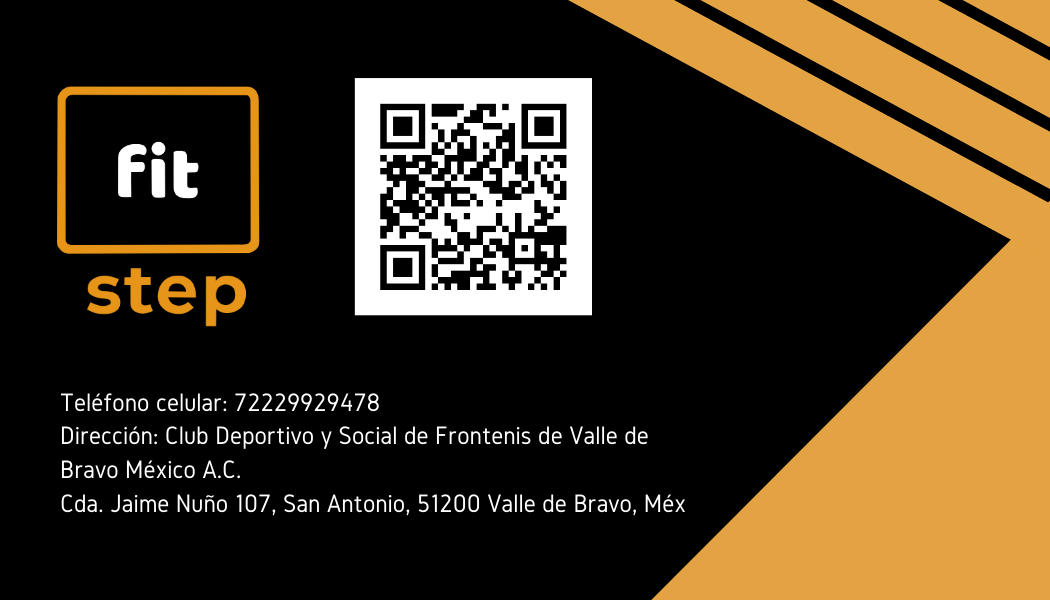 fit
step
Teléfono celular: 72229929478
Dirección: Club Deportivo y Social de Frontenis de Valle de
Bravo México A.C.
Cda. Jaime Nuño 107, San Antonio, 51200 Valle de Bravo, Méx